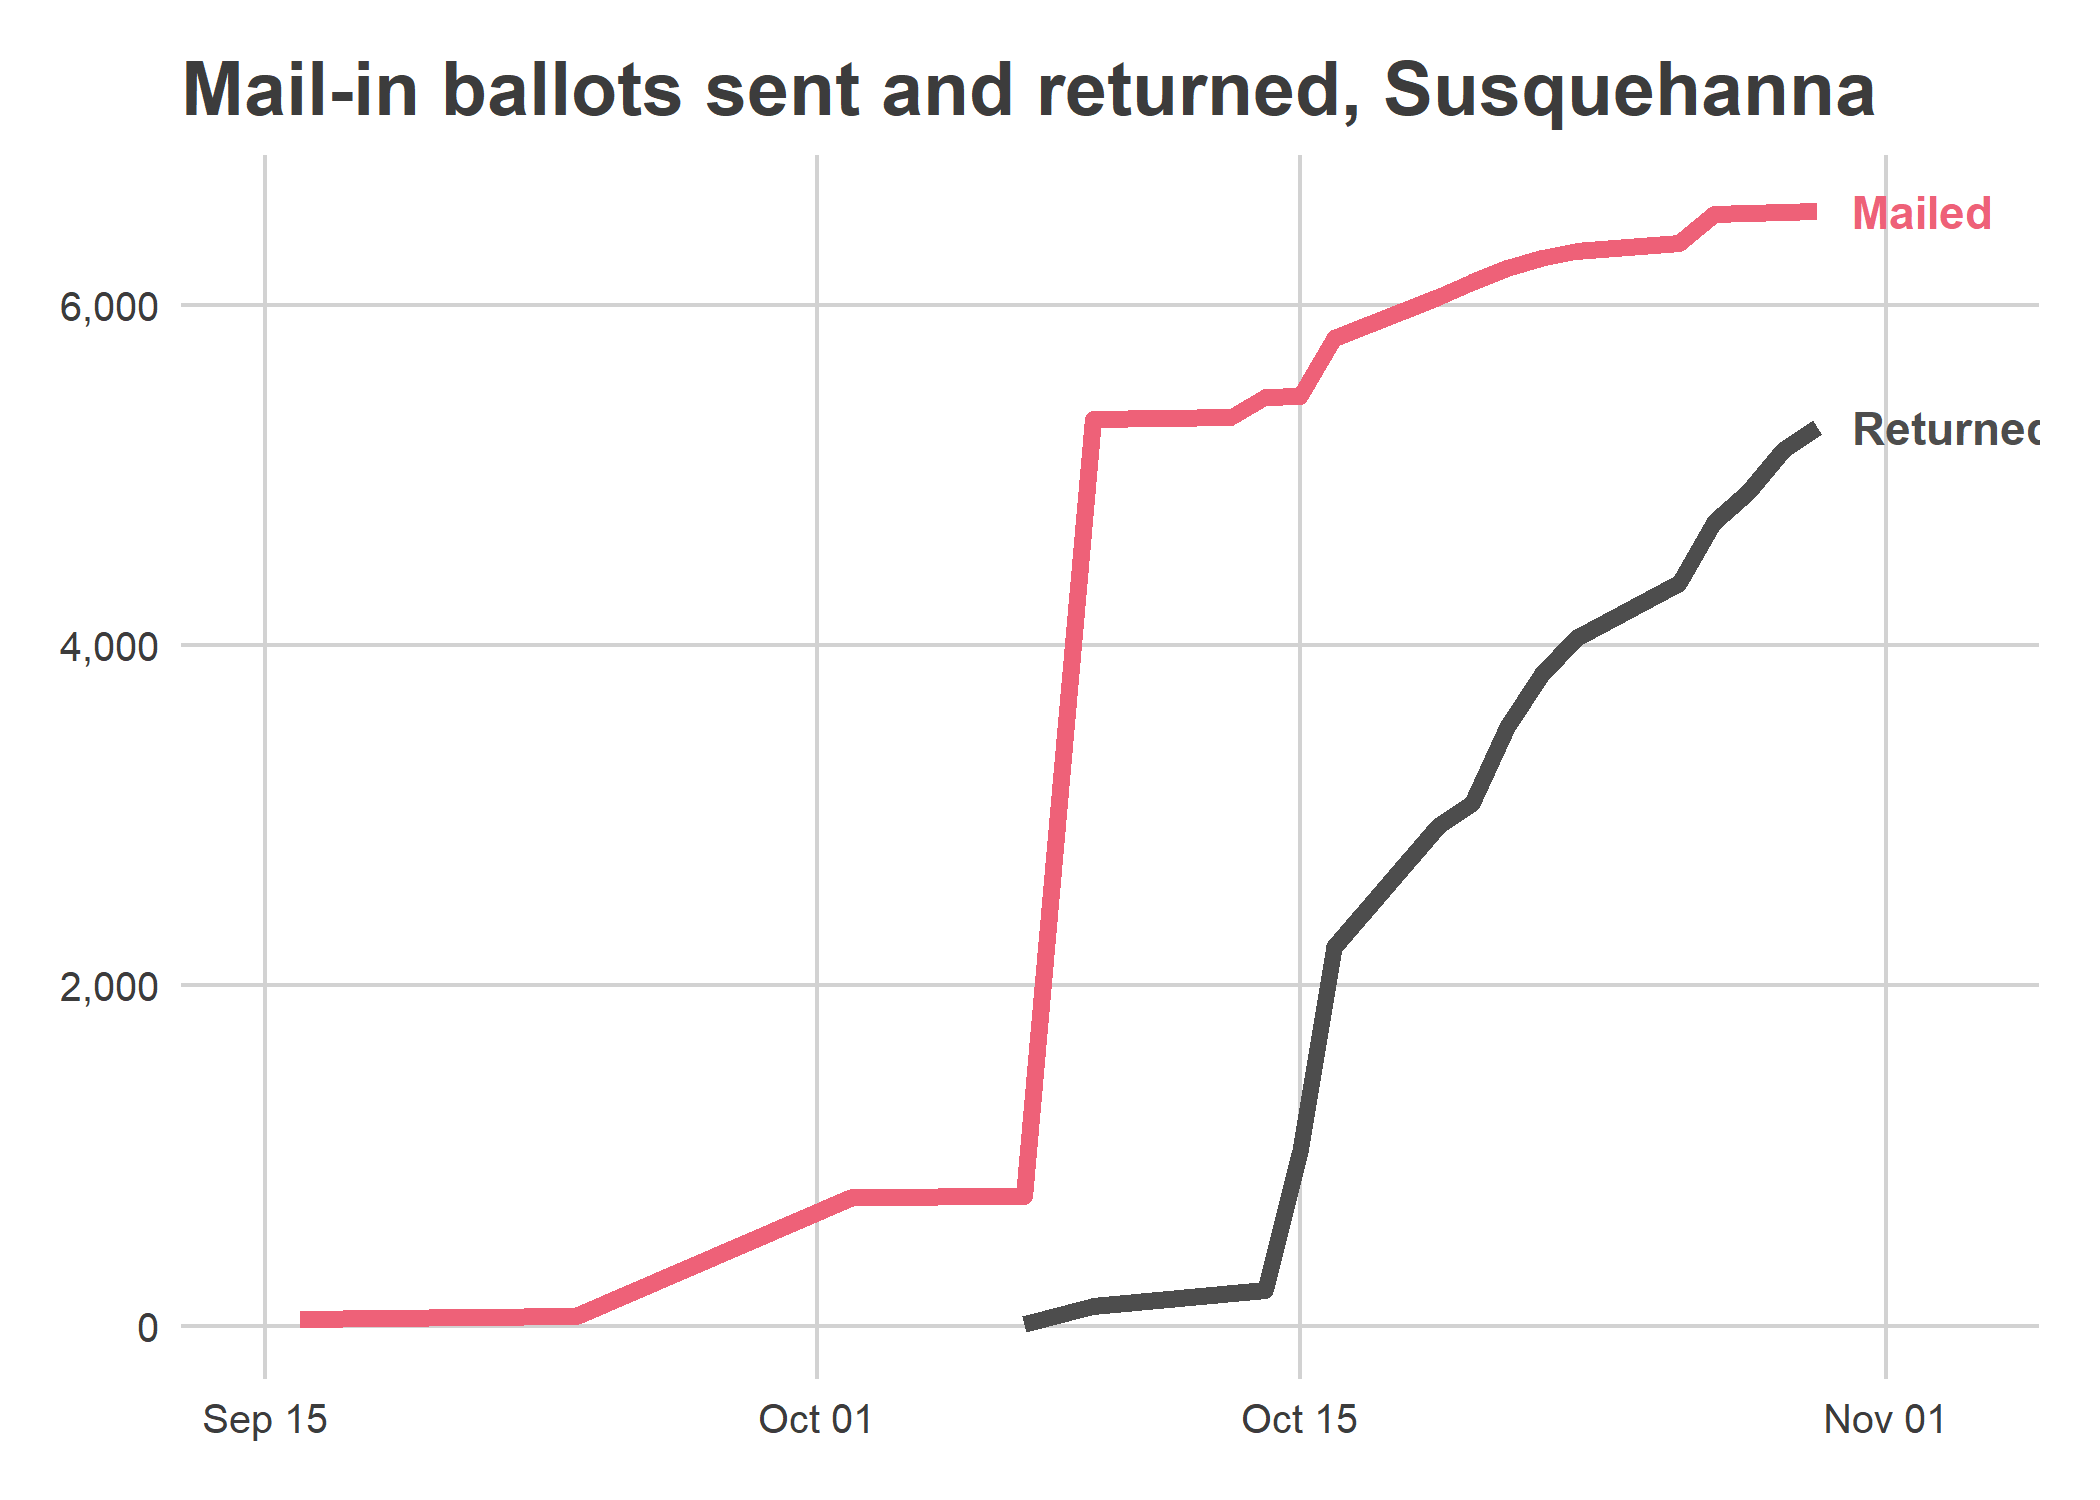 Mail-in ballots sent and returned, Susquehanna
Mailed
6,000
Returned
4,000
2,000
0
Sep 15 Oct 01 Oct 15 Nov 01